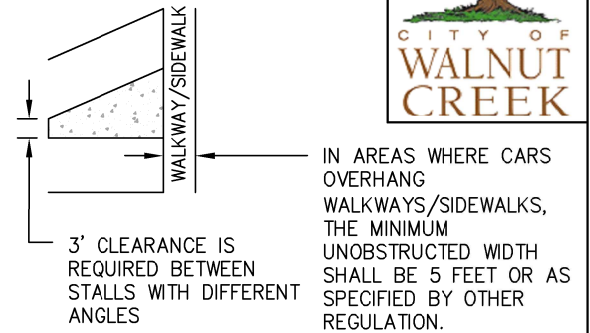 WALKWAY/SIDEWALK
CITY OF
WALNUT
CREEK
IN AREAS WHERE CARS
OVERHANG
WALKWAYS/SIDEWALKS,
THE MINIMUM
UNOBSTRUCTED WIDTH
SHALL BE 5 FEET OR AS
SPECIFIED BY OTHER
REGULATION.
3' CLEARANCE IS
REQUIRED BETWEEN
STALLS WITH DIFFERENT
ANGLES